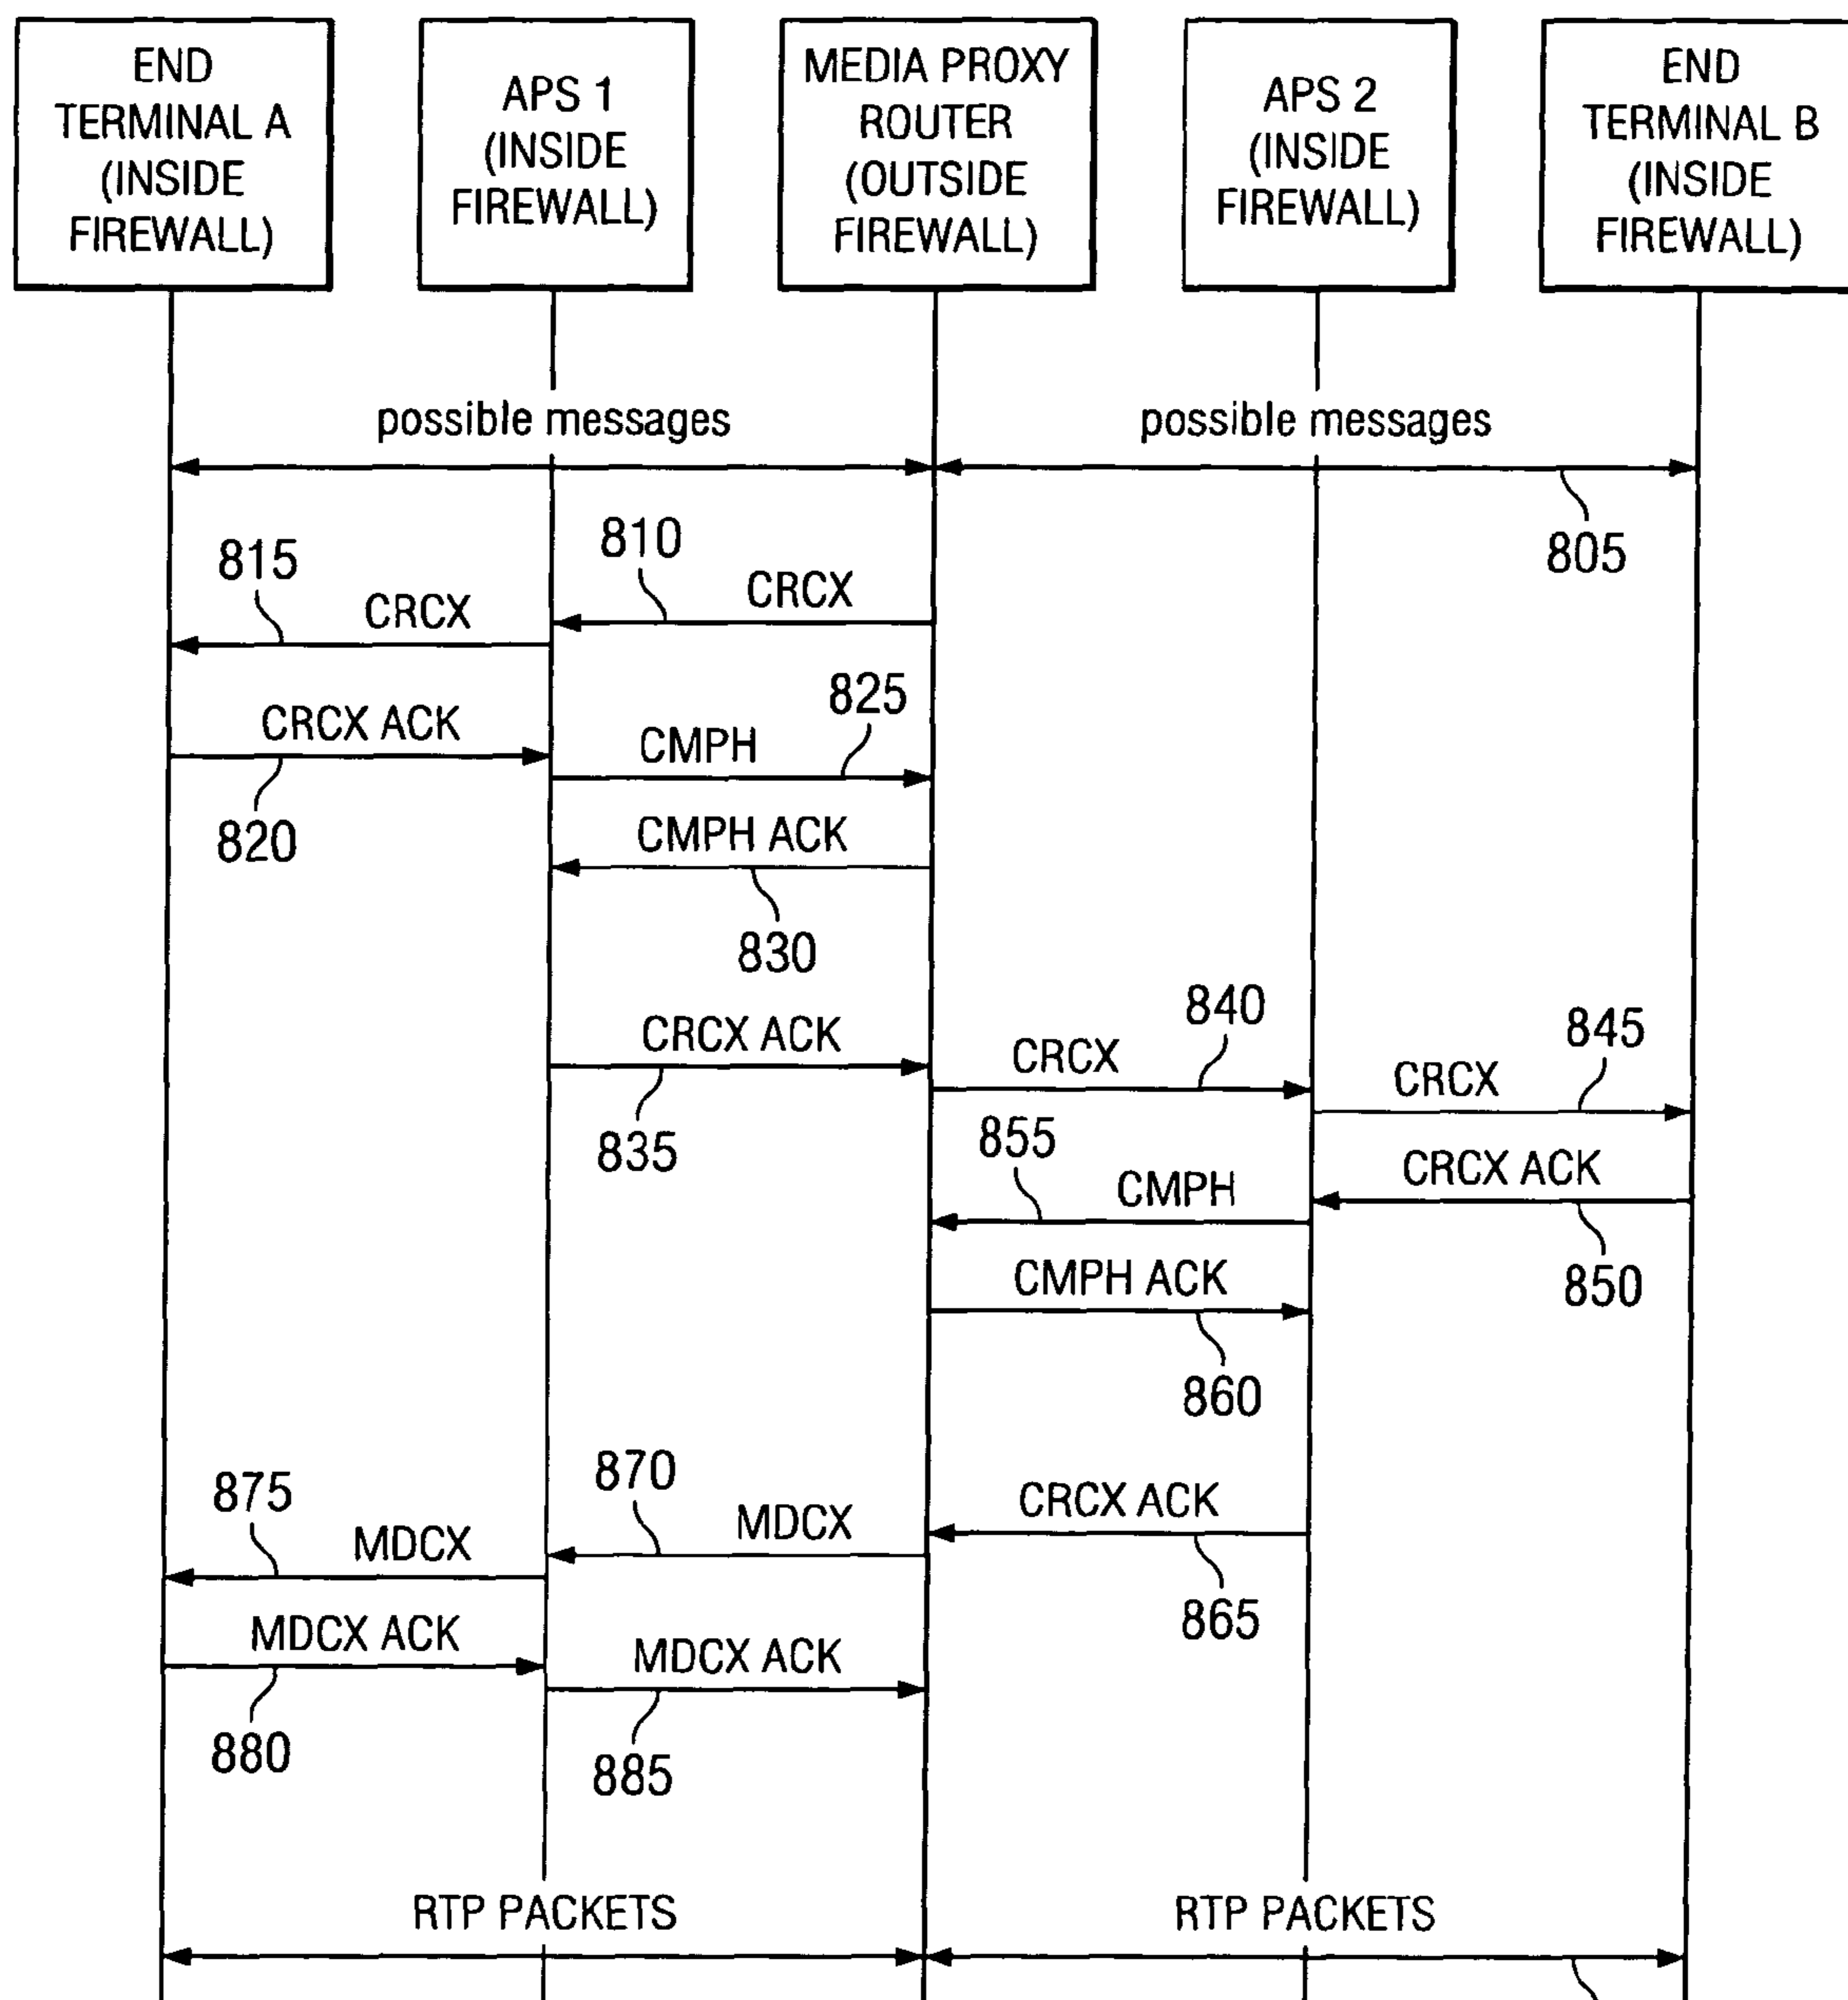 END
TERMINAL A
(INSIDE
FIREWALL)
APS 1
(INSIDE
FIREWALL)
MEDIA PROXY
ROUTER
(OUTSIDE
FIREWALL)
APS 2
(INSIDE
FIREWALL)
END
TERMINAL B
(INSIDE
FIREWALL)
possible messages
possible messages
805
810
815
CRCX
CRCX
825
CRCX ACK
CMPH
820
CMPH ACK
830
840
CRCX ACK
845
CRCX
CRCX
835
855
CRCX ACK
CMPH
850
CMPH ACK
860
870
875
CRCX ACK
MDCX
MDCX
865
MDCX ACK
MDCX ACK
880
885
RTP PACKETS
RTP PACKETS